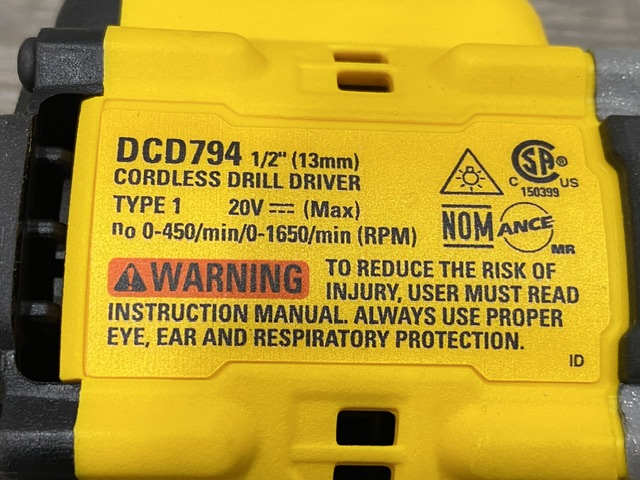 DCD794 1/2" (13mm)
CORDLESS DRILL DRIVER
TYPE 1 20V ⎓ (Max)
no 0-450/min/0-1650/min (RPM)
CSA ®
C US
150399
NOM ANCE
MR
WARNING TO REDUCE THE RISK OF
INJURY, USER MUST READ
INSTRUCTION MANUAL. ALWAYS USE PROPER
EYE, EAR AND RESPIRATORY PROTECTION.
ID